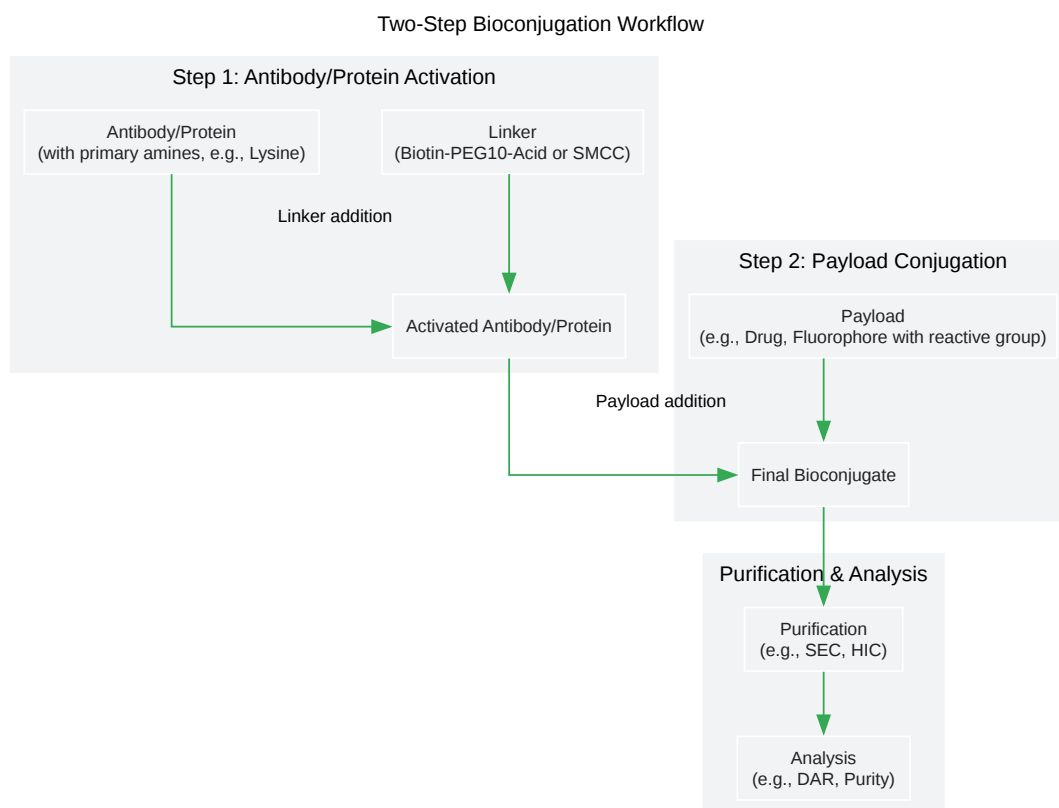 Two-Step Bioconjugation Workflow
Step 1: Antibody/Protein Activation
Antibody/Protein
(with primary amines, e.g., Lysine)
Linker
(Biotin-PEG10-Acid or SMCC)
Linker addition
Activated Antibody/Protein
Step 2: Payload Conjugation
Payload
(e.g., Drug, Fluorophore with reactive group)
Payload addition
Final Bioconjugate
Purification & Analysis
Purification
(e.g., SEC, HIC)
Analysis
(e.g., DAR, Purity)